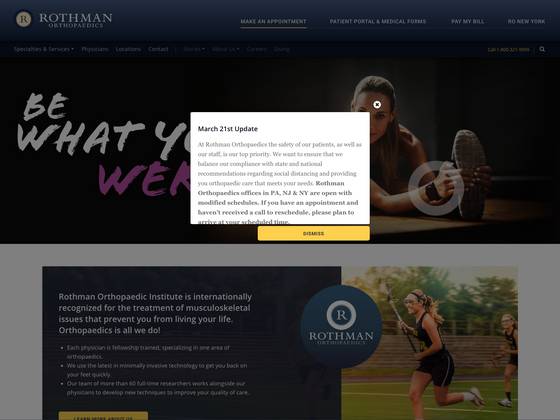 ROTHMAN
ORTHOPAEDICS
MAKE AN APPOINTMENT
PATIENT PORTAL & MEDICAL FORMS
PAY MY BILL
RO NEW YORK
Specialties & Services
Physicians
Locations
Contact
Stories
About Us
Careers
Giving
Call 1-800-321-9999
BE
WHAT YO
WER
March 21st Update
At Rothman Orthopaedics the safety of our patients, as well as
our staff, is our top priority. We want to ensure that we
balance our compliance with state and national
recommendations regarding social distancing and providing
you orthopaedic care that meets your needs. Rothman
Orthopaedics offices in PA, NJ & NY are open with
modified schedules. If you have an appointment and
haven't received a call to reschedule, please plan to
arrive at your scheduled time.
DISMISS
Rothman Orthopaedic Institute is internationally
recognized for the treatment of musculoskeletal
issues that prevent you from living your life.
Orthopaedics is all we do!
Each physician is fellowship trained, specializing in one area of
orthopaedics.
We use the latest in minimally invasive technology to get you back on
your feet quickly.
Our team of more than 60 full-time researchers works alongside our
physicians to develop new techniques to improve your quality of care.
LEARN MORE ABOUT US
R
ROTHMAN
ORTHOPAEDICS